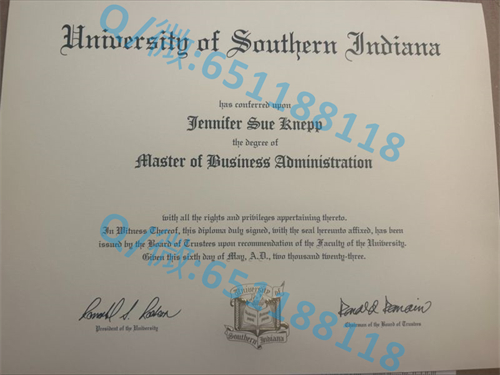 University of Southern Indiana
has conferred upon
Jennifer Sue Knepp
the degree of
Master of Business Administration
with all the rights and privileges appertaining thereto.
In Witness Thereof, this diploma duly signed, with the seal hereunto affixed, has been
issued by the Board of Trustees upon recommendation of the Faculty of the University.
Given this sixth day of May, A.D., two thousand twenty-three.
President of the University
University of
Southern Indiana
Chairman of the Board of Trustees
Q/微:651188118
Q/微:651188118